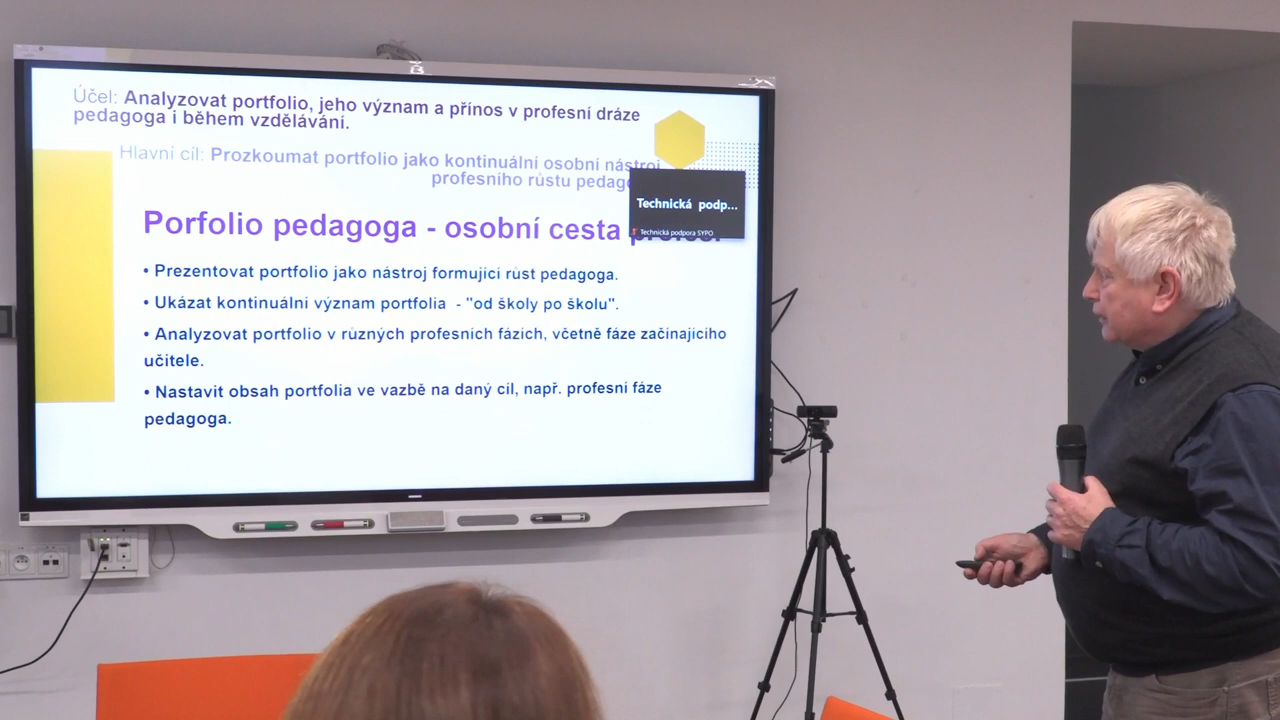 Účel: Analyzovat portfolio, jeho význam a přínos v profesní dráze
pedagoga i během vzdělávání.
Hlavní cíl: Prozkoumat portfolio jako kontinuální osobní nástroj
profesního růstu
Technická podp...
Technická podpora SYPO
Porfolio pedagoga - osobní cesta
• Prezentovat portfolio jako nástroj formující růst pedagoga.
• Ukázat kontinuální význam portfolia - "od školy po školu".
• Analyzovat portfolio v různých profesních fázích, včetně fáze začínajícího
učitele.
• Nastavit obsah portfolia ve vazbě na daný cíl, např. profesní fáze
pedagoga.